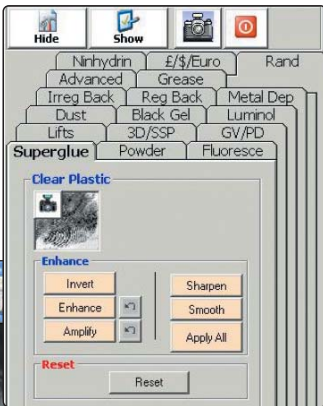 Hide Show
Ninhydrin £/$/Euro Rand
Advanced Grease
Irreg Back Reg Back Metal Dep
Dust Black Gel Luminol
Lifts 3D/SSP GV/PD
Superglue Powder Fluoresce
Clear Plastic
Enhance
Invert Sharpen
Enhance Smooth
Amplify Apply All
Reset
Reset